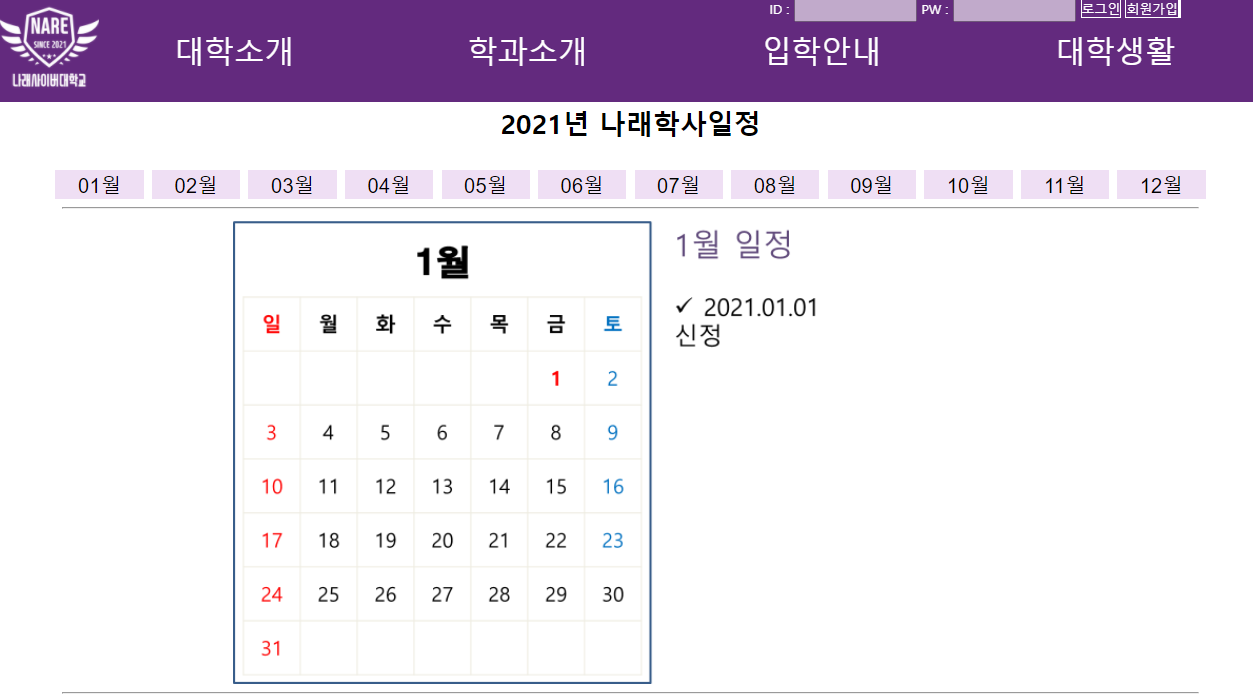 ID : PW : 로그인 회원가입
NARE
SINCE 2021
나래사이버대학교
대학소개 학과소개 입학안내 대학생활
2021년 나래학사일정
01월 02월 03월 04월 05월 06월 07월 08월 09월 10월 11월 12월
1월
일 월 화 수 목 금 토
1 2
3 4 5 6 7 8 9
10 11 12 13 14 15 16
17 18 19 20 21 22 23
24 25 26 27 28 29 30
31
1월 일정
✓ 2021.01.01
신정